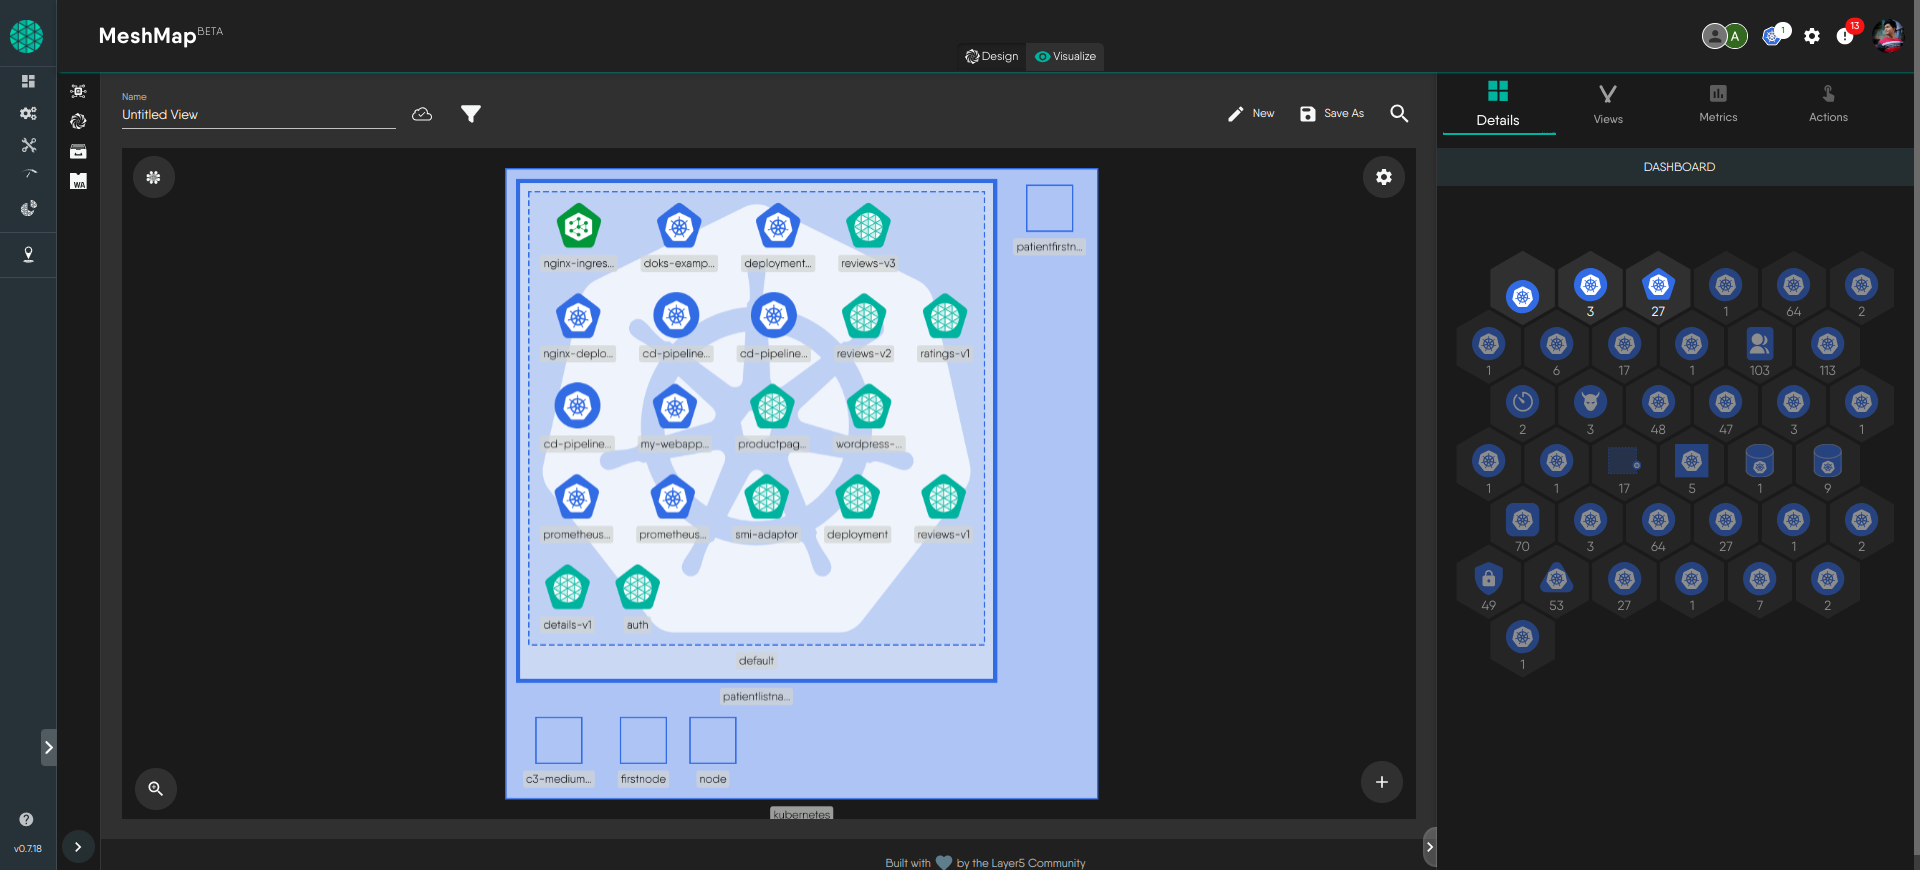 MeshMap BETA
A
1
13
Design
Visualize
Name
Untitled View
New
Save As
Details
Views
Metrics
Actions
DASHBOARD
WA
nginx-ingres...
doks-examp...
deployment...
reviews-v3
patientfirstn...
nginx-deplo...
cd-pipeline...
cd-pipeline...
reviews-v2
ratings-v1
cd-pipeline...
my-webapp...
productpag...
wordpress-...
prometheus...
prometheus...
smi-adaptor
deployment
reviews-v1
details-v1
auth
default
patientlistna...
c3-medium...
firstnode
node
kubernetes
3
27
1
64
2
1
6
17
1
103
113
2
3
48
47
3
1
1
1
17
5
1
9
70
3
64
27
1
2
49
53
27
1
7
2
1
v0.7.18
Built with by the Layer5 Community